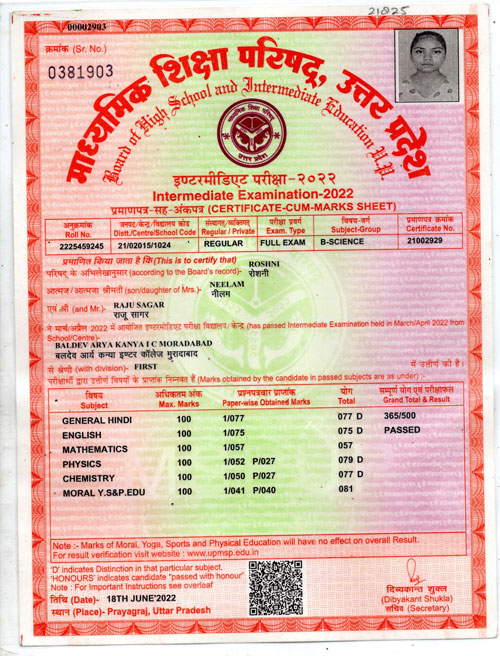 21825
00002903
क्रमांक (Sr. No.)
0381903
माध्यमिक शिक्षा परिषद्, उत्तर प्रदेश
Board of High School and Intermediate Education U.P.
इण्टरमीडिएट परीक्षा-२०२२
Intermediate Examination-2022
प्रमाणपत्र-सह-अंकपत्र (CERTIFICATE-CUM-MARKS SHEET)
अनुक्रमांक जनपद/केन्द्र/विद्यालय कोड संस्थागत/व्यक्तिगत परीक्षा प्रवर्ग विषय-वर्ग प्रमाणपत्र क्रमांक
Roll No. Distt./Centre/School Code Regular / Private Exam. Type Subject-Group Certificate No.
2225459245 21/02015/1024 REGULAR FULL EXAM B-SCIENCE 21002929
प्रमाणित किया जाता है कि(This is to certify that) ROSHNI
परिषद् के अभिलेखानुसार (according to the Board's record)- रोशनी
आत्मज/आत्मजा श्रीमती (son/daughter of Mrs.)- NEELAM
नीलम
एवं श्री (and Mr.)- RAJU SAGAR
राजू सागर
ने मार्च/अप्रैल 2022 में आयोजित इण्टरमीडिएट परीक्षा विद्यालय/केन्द्र (has passed Intermediate Examination held in March/April 2022 from
School/Centre)-
BALDEV ARYA KANYA I C MORADABAD
बलदेव आर्य कन्या इण्टर कॉलेज मुरादाबाद
से श्रेणी (with division)- FIRST में उत्तीर्ण की है।
परीक्षार्थी द्वारा उत्तीर्ण विषयों के प्राप्तांक निम्नवत हैं (Marks obtained by the candidate in passed subjects are as under) :
विषय अधिकतम अंक प्रश्नपत्रवार प्राप्तांक योग सम्पूर्ण योग एवं परीक्षाफल
Subject Max. Marks Paper-wise Obtained Marks Total Grand Total & Result
GENERAL HINDI 100 1/077 077 D 365/500
ENGLISH 100 1/075 075 D PASSED
MATHEMATICS 100 1/057 057
PHYSICS 100 1/052 P/027 079 D
CHEMISTRY 100 1/050 P/027 077 D
MORAL Y.S&P.EDU 100 1/041 P/040 081
Note :- Marks of Moral, Yoga, Sports and Physical Education will have no effect on overall Result.
For result verification visit website : www.upmsp.edu.in
'D' indicates Distinction in that particular subject.
'HONOURS' indicates candidate "passed with honour"
Note : For Important Instructions see overleaf
तिथि (Date)- 18TH JUNE'2022
स्थान (Place)- Prayagraj, Uttar Pradesh
दिव्यकान्त शुक्ल
(Dibyakant Shukla)
सचिव (Secretary)